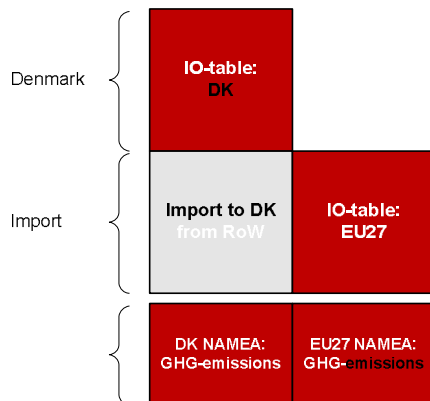 Denmark
IO-table:
DK
Import
Import to DK
from RoW
IO-table:
EU27
DK NAMEA:
GHG-emissions
EU27 NAMEA:
GHG-emissions